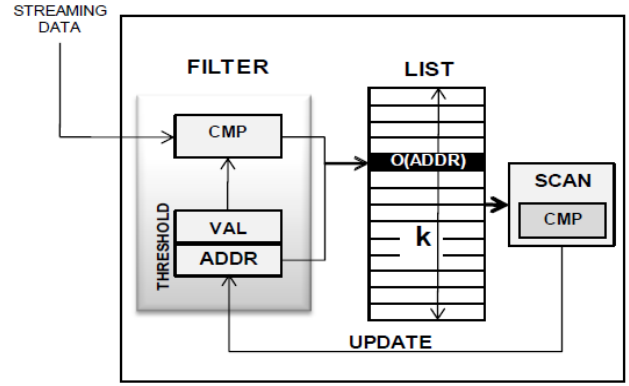 STREAMING
DATA
FILTER
LIST
CMP
O(ADDR)
SCAN
CMP
THRESHOLD
VAL
ADDR
k
UPDATE